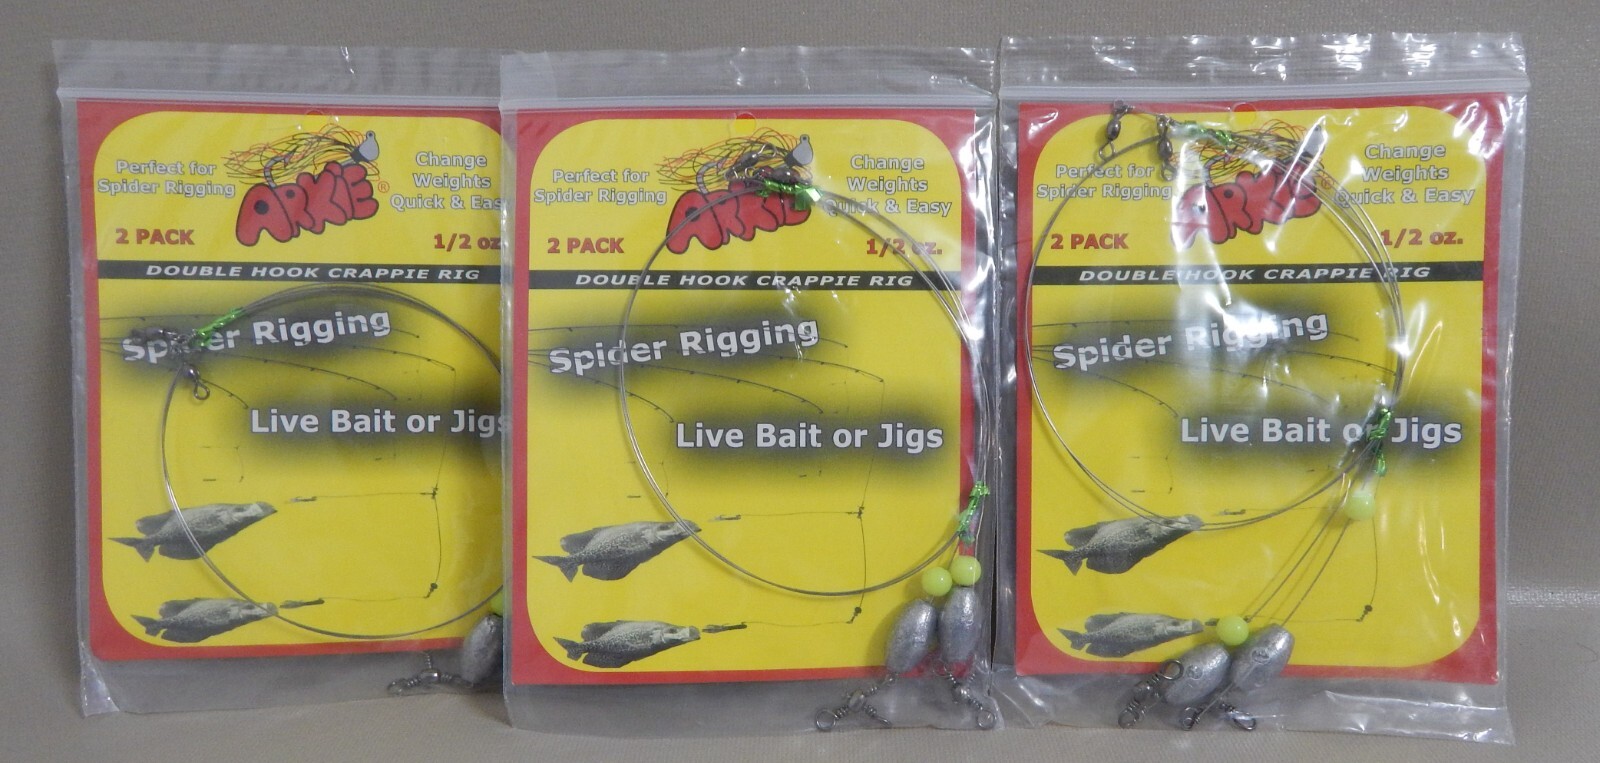 Perfect for
Spider Rigging
ARKIE®
Change
Weights
Quick & Eas
2 PACK
1/2 oz
DOUBLE HOOK CRAPPIE RIG
Spider Rigging
Live Bait or Jigs
Perfect for
Spider Rigging
ARKIE
Change
Weights
Quick & Easy
2 PACK
1/2 oz.
DOUBLE HOOK CRAPPIE RIG
Spider Rigging
Live Bait or Jigs
Perfect for
Spider Rigging
ARKIE
Change
Weights
Quick & Easy
2 PACK
1/2 oz.
DOUBLE HOOK CRAPPIE RIG
Spider Rigging
Live Bait or Jigs